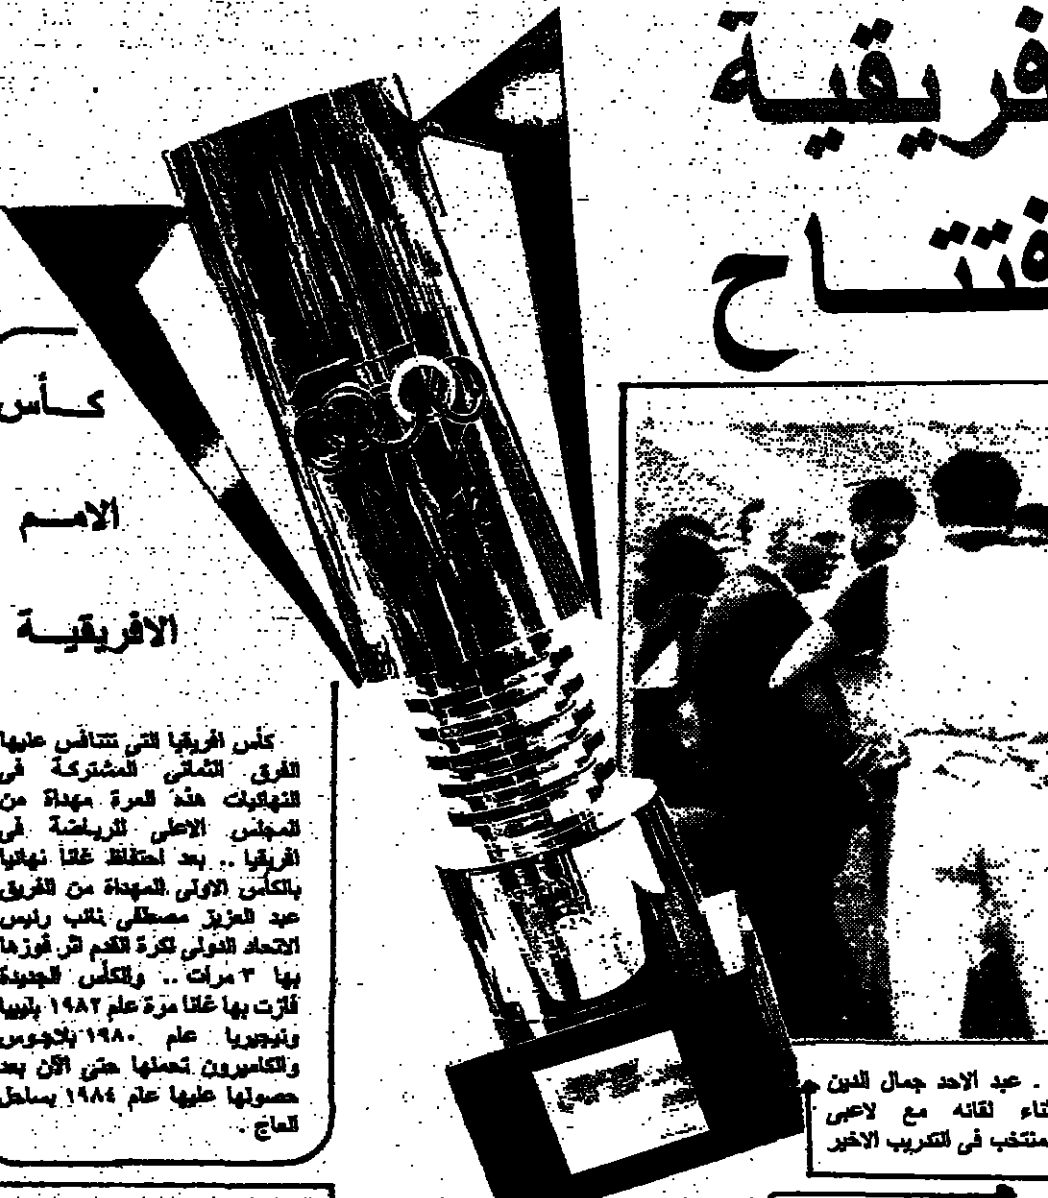 فريقية
فتتاح
كأس
الامم
الافريقية
كأس افريقيا التى تتنافس عليها
الفرق الثمانى المشتركة فى
النهائيات هذه المرة مهداة من
المجلس الاعلى للرياضة فى
افريقيا .. بعد احتفاظ غانا نهائيا
بالكأس الاولى المهداة من الفريق
عبد العزيز مصطفى نائب رئيس
الاتحاد الدولى لكرة القدم اثر فوزها
بها ٣ مرات .. والكأس الجديدة
فازت بها غانا مرة عام ١٩٨٢ بليبيا
ونيجيريا عام ١٩٨٠ بلاجوس
والكاميرون تحملها حتى الآن بعد
حصولها عليها عام ١٩٨٤ بساحل
العاج .
. عبد الاحد جمال الدين
ثناء لقائه مع لاعبى
منتخب فى التدريب الاخير